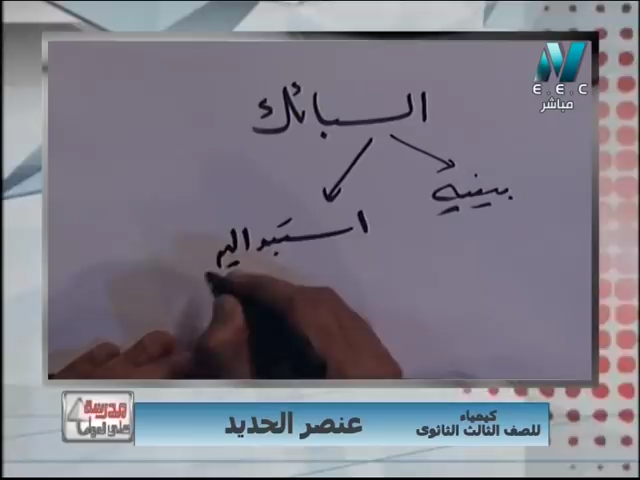 E.E.C
مباشر
السبائك
بينية
استبدالية
كيمياء
للصف الثالث الثانوى
عنصر الحديد
مدرسة
على الهواء